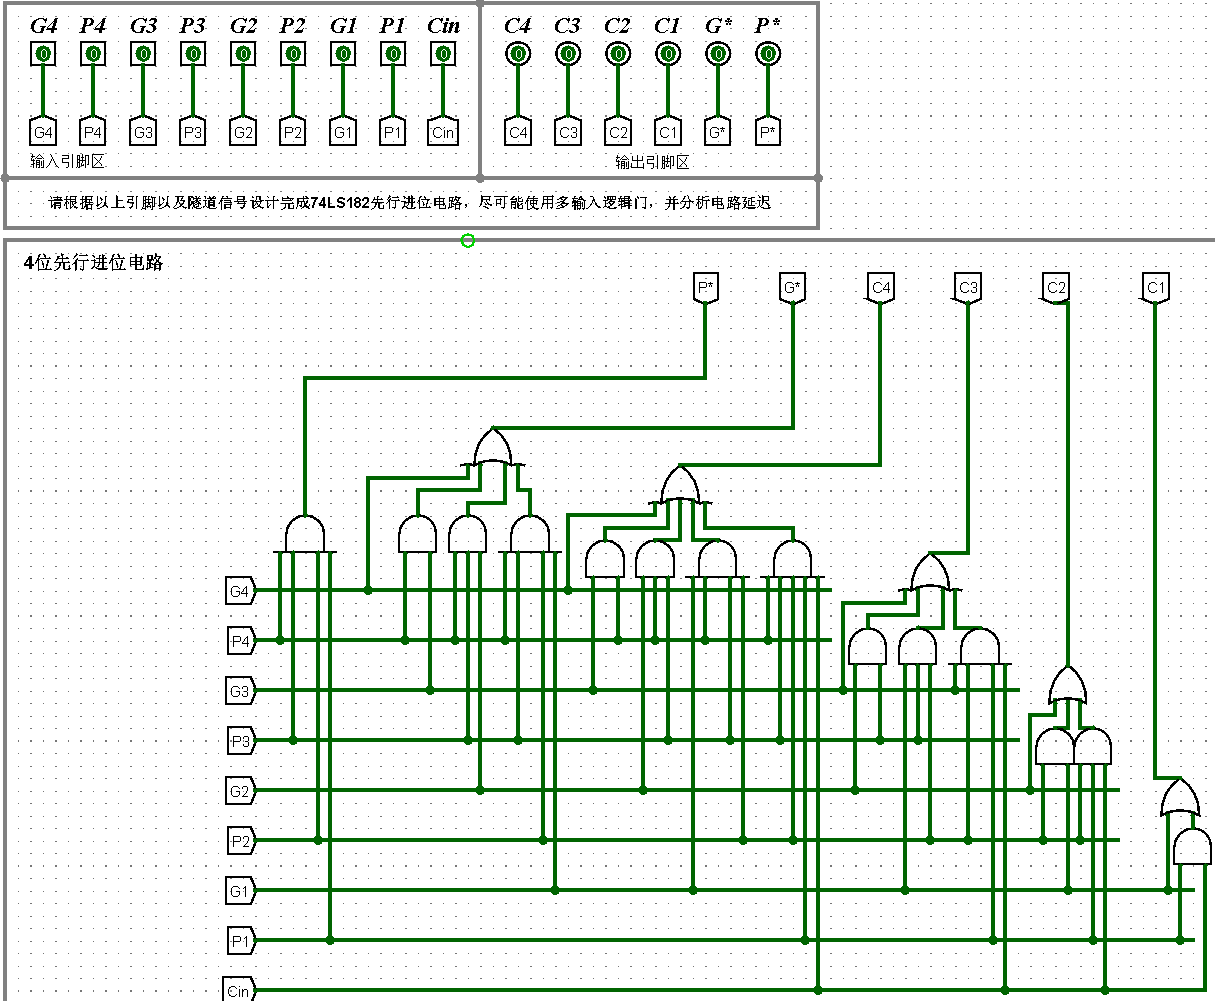 G4 P4 G3 P3 G2 P2 G1 P1 Cin C4 C3 C2 C1 G* P*
0 0 0 0 0 0 0 0 0 0 0 0 0 0 0
G4 P4 G3 P3 G2 P2 G1 P1 Cin C4 C3 C2 C1 G* P*
输入引脚区 输出引脚区
请根据以上引脚以及隧道信号设计完成74LS182先行进位电路，尽可能使用多输入逻辑门，并分析电路延迟
4位先行进位电路
P* G* C4 C3 C2 C1
G4
P4
G3
P3
G2
P2
G1
P1
Cin